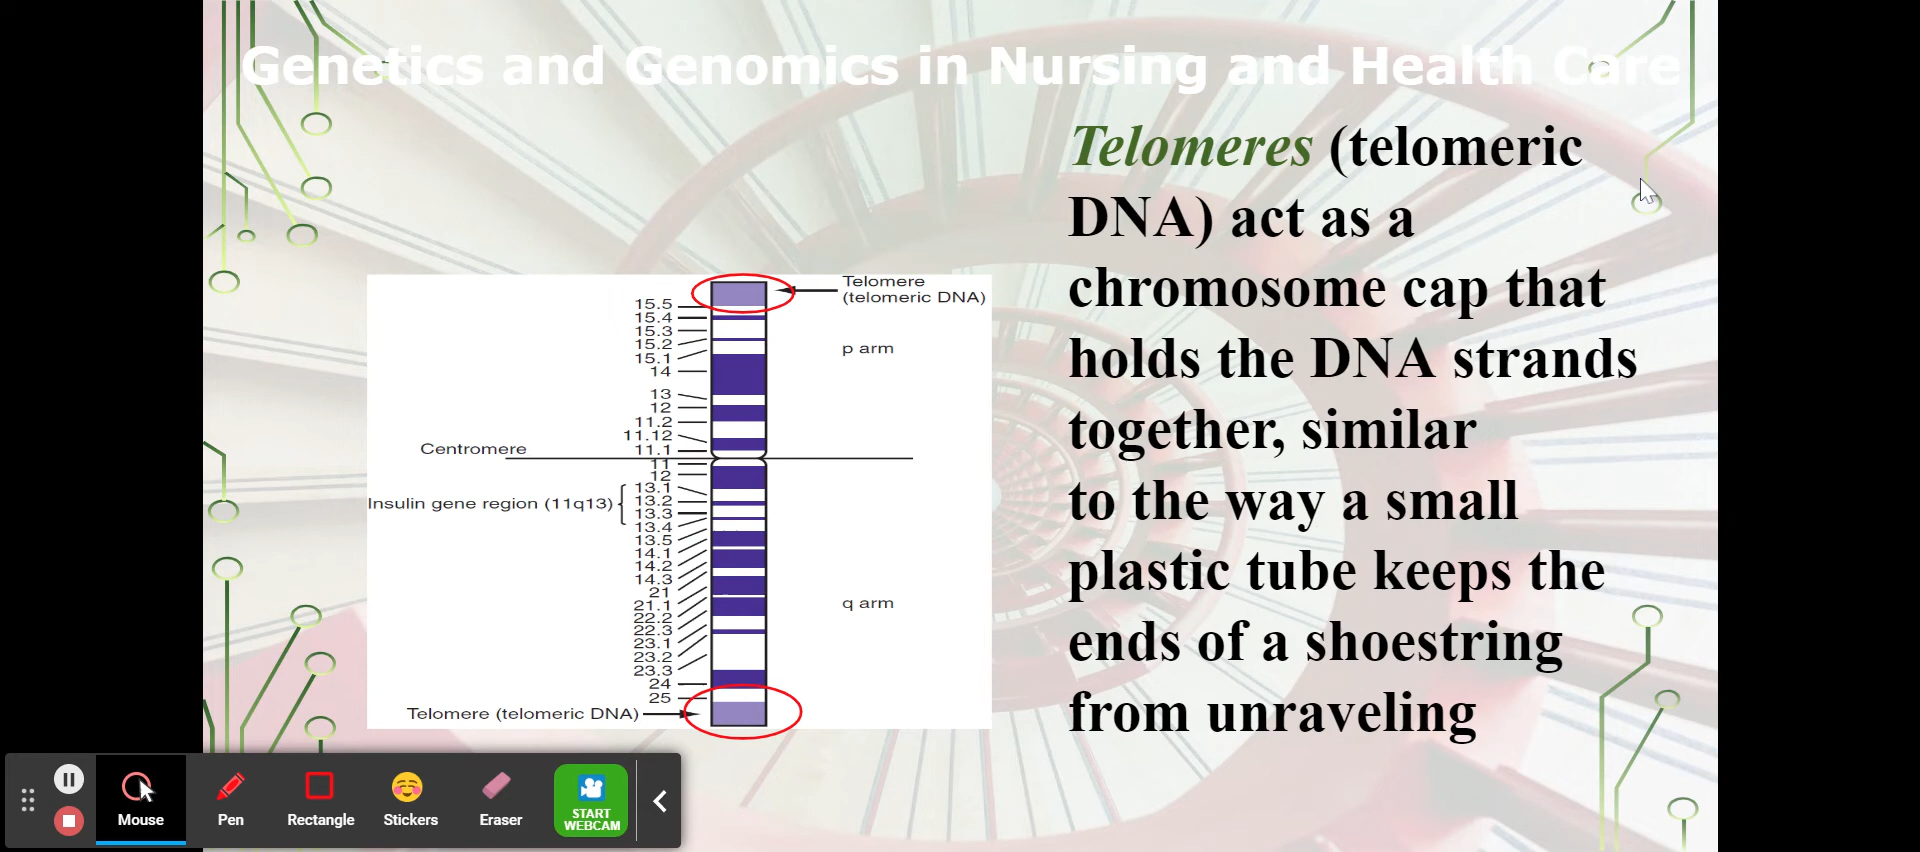 Genetics and Genomics in Nursing and Health Care
Telomeres (telomeric
DNA) act as a
chromosome cap that
holds the DNA strands
together, similar
to the way a small
plastic tube keeps the
ends of a shoestring
from unraveling
Telomere
(telomeric DNA)
p arm
q arm
15.5
15.4
15.3
15.2
15.1
14
13
12
11.2
11.12
11.1
Centromere
11
12
13.1
13.2
13.3
Insulin gene region (11q13)
13.4
13.5
14.1
14.2
14.3
21
21.1
22.2
22.3
23.1
23.2
23.3
24
25
Telomere (telomeric DNA)
Mouse
Pen
Rectangle
Stickers
Eraser
START
WEBCAM